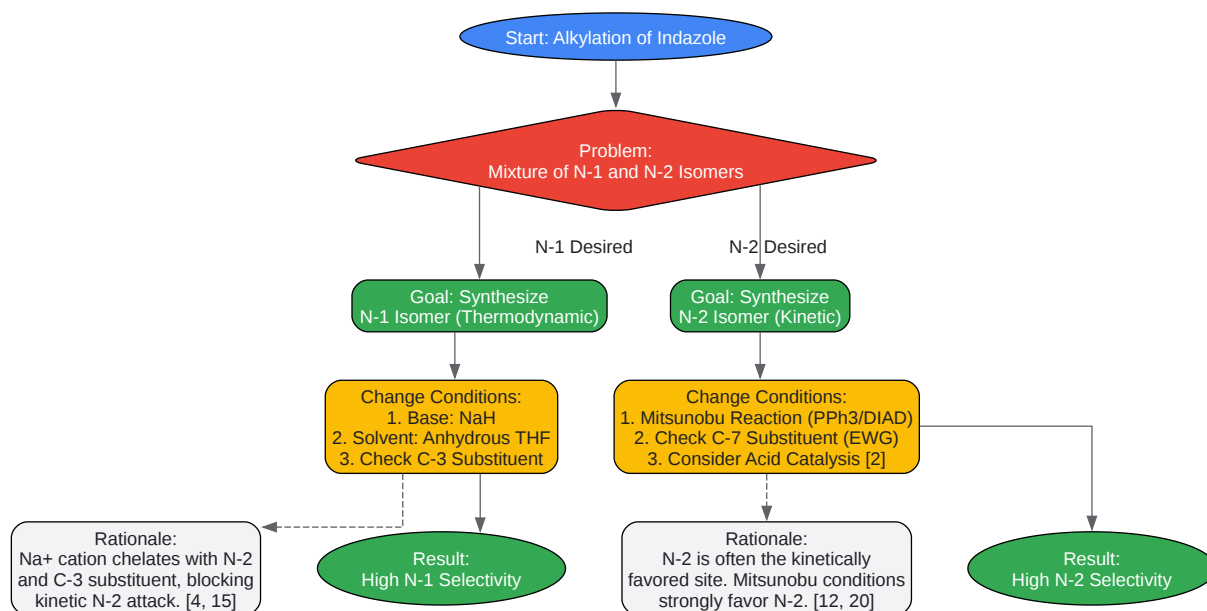 Start: Alkylation of Indazole
Problem:
Mixture of N-1 and N-2 Isomers
N-1 Desired
N-2 Desired
Goal: Synthesize
N-1 Isomer (Thermodynamic)
Goal: Synthesize
N-2 Isomer (Kinetic)
Change Conditions:
1. Base: NaH
2. Solvent: Anhydrous THF
3. Check C-3 Substituent
Change Conditions:
1. Mitsunobu Reaction (PPh3/DIAD)
2. Check C-7 Substituent (EWG)
3. Consider Acid Catalysis [2]
Rationale:
Na+ cation chelates with N-2
and C-3 substituent, blocking
kinetic N-2 attack. [4, 15]
Result:
High N-1 Selectivity
Rationale:
N-2 is often the kinetically
favored site. Mitsunobu conditions
strongly favor N-2. [12, 20]
Result:
High N-2 Selectivity